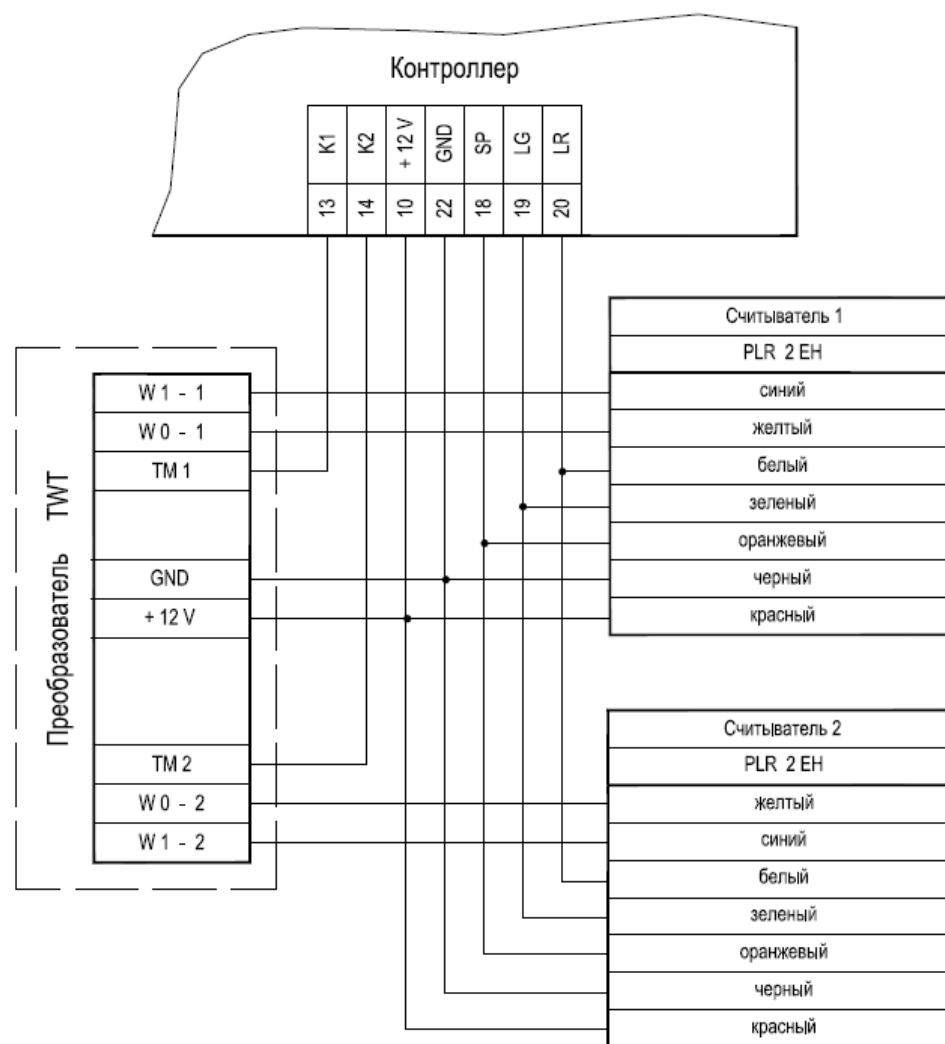 Контроллер
K1 K2 + 12 V GND SP LG LR
13 14 10 22 18 19 20
Считыватель 1
PLR 2 EH
синий
желтый
белый
зеленый
оранжевый
черный
красный
Преобразователь TWT
W 1 - 1
W 0 - 1
TM 1
GND
+ 12 V
TM 2
W 0 - 2
W 1 - 2
Считыватель 2
PLR 2 EH
желтый
синий
белый
зеленый
оранжевый
черный
красный